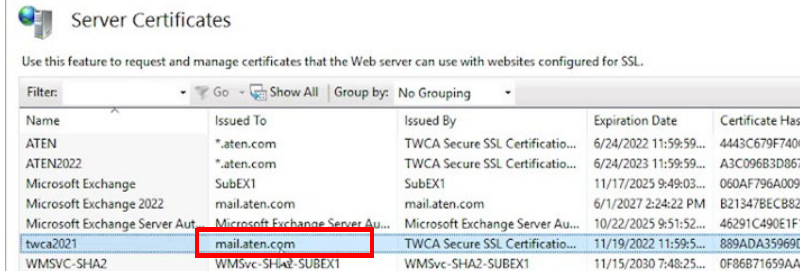 Server Certificates
Use this feature to request and manage certificates that the Web server can use with websites configured for SSL.
Filter: Go Show All Group by: No Grouping
Name Issued To Issued By Expiration Date Certificate Has
ATEN *.aten.com TWCA Secure SSL Certificatio... 6/24/2022 11:59:59... 4443C679F740
ATEN2022 *.aten.com TWCA Secure SSL Certificatio... 6/24/2023 11:59:59... A3C096B3D867
Microsoft Exchange SubEX1 SubEX1 11/17/2025 9:49:03... 060AF796A009
Microsoft Exchange 2022 mail.aten.com mail.aten.com 6/1/2027 2:24:22 PM B21347BECB82
Microsoft Exchange Server Aut... Microsoft Exchange Server Au... Microsoft Exchange Server Au... 10/22/2025 9:51:52... 46291C490E1F
twca2021 mail.aten.com TWCA Secure SSL Certificatio... 11/19/2022 11:59:5... 889ADA35969D
WMSVC-SHA2 WMSvc-SHA2-SUBEX1 WMSvc-SHA2-SUBEX1 11/15/2030 7:48:25... 0F86B71659AA